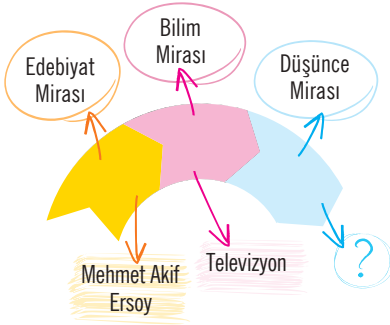 Edebiyat
Mirası
Bilim
Mirası
Düşünce
Mirası
Mehmet Akif
Ersoy
Televizyon
?